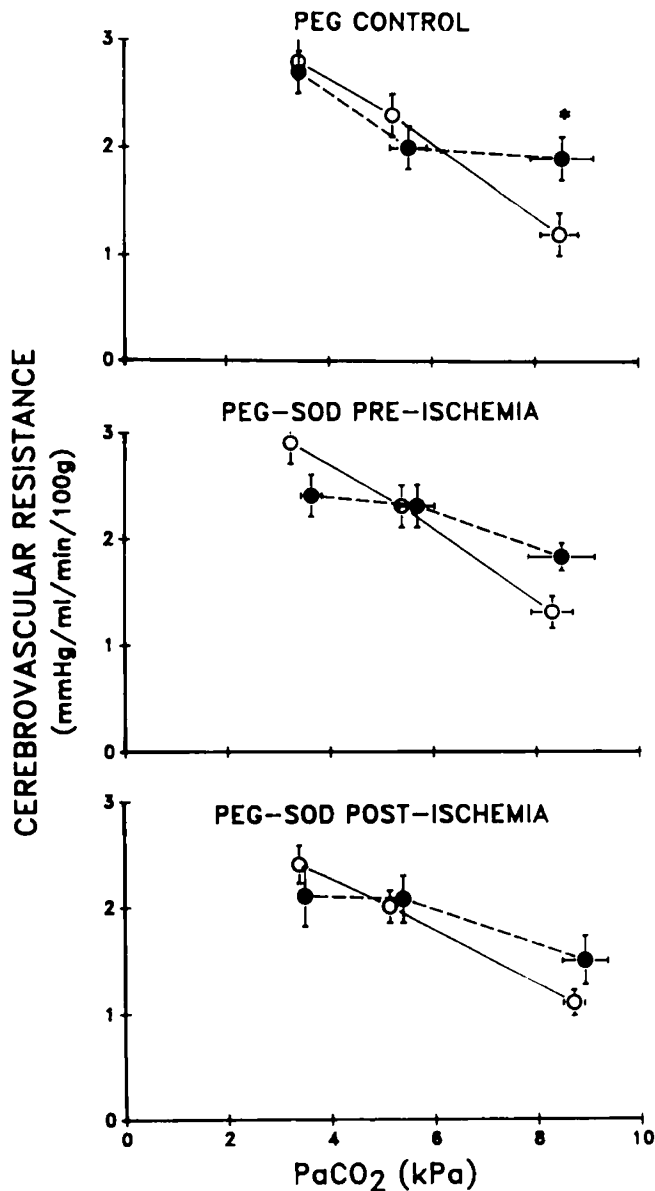 PEG CONTROL
3
2
1
0
*
PEG-SOD PRE-ISCHEMIA
3
2
1
0
PEG-SOD POST-ISCHEMIA
3
2
1
0
0 2 4 6 8 10
PaCO2 (kPa)
CEREBROVASCULAR RESISTANCE
(mmHg/ml/min/100g)